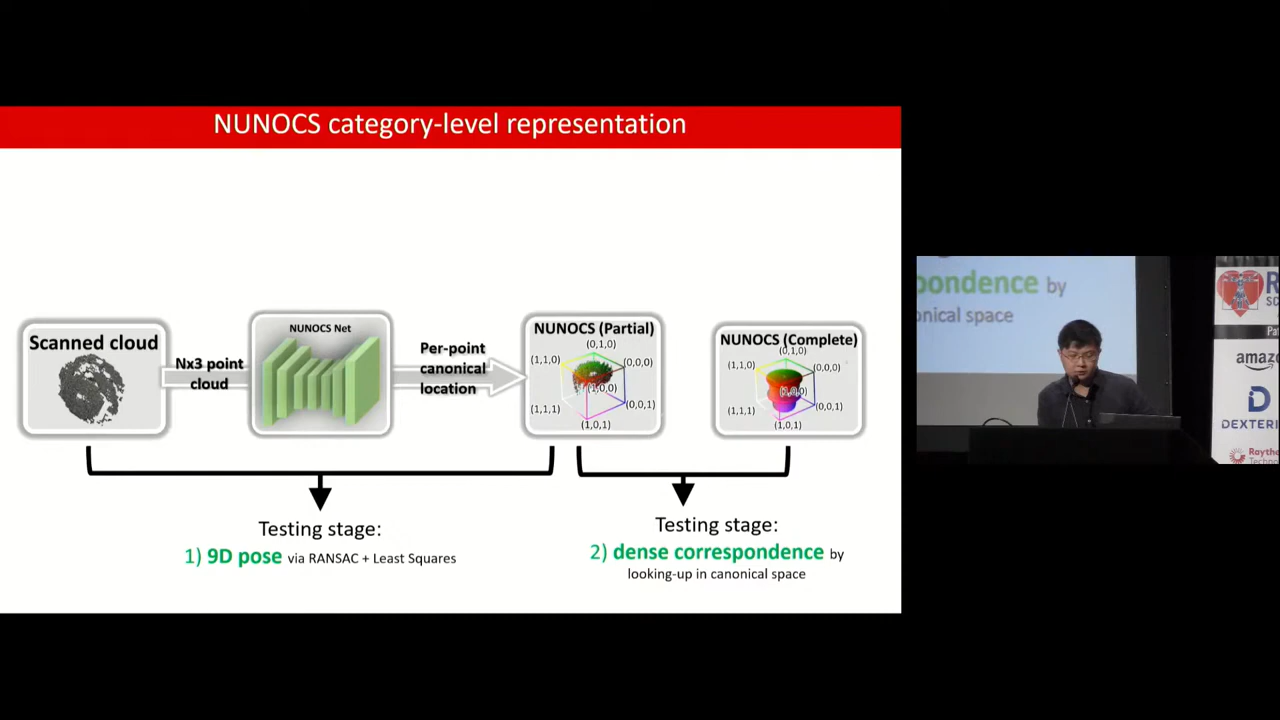 NUNOCS category-level representation
Scanned cloud
Nx3 point
cloud
NUNOCS Net
Per-point
canonical
location
NUNOCS (Partial)
(0,1,0)
(1,1,0)
(0,0,0)
(1,0,0)
(1,1,1)
(0,0,1)
(1,0,1)
NUNOCS (Complete)
(0,1,0)
(1,1,0)
(0,0,0)
(1,0,0)
(1,1,1)
(0,0,1)
(1,0,1)
Testing stage:
1) 9D pose via RANSAC + Least Squares
Testing stage:
2) dense correspondence by
looking-up in canonical space
pondence by
onical space
R
amazo
DEXTERI
Raythe
Techno